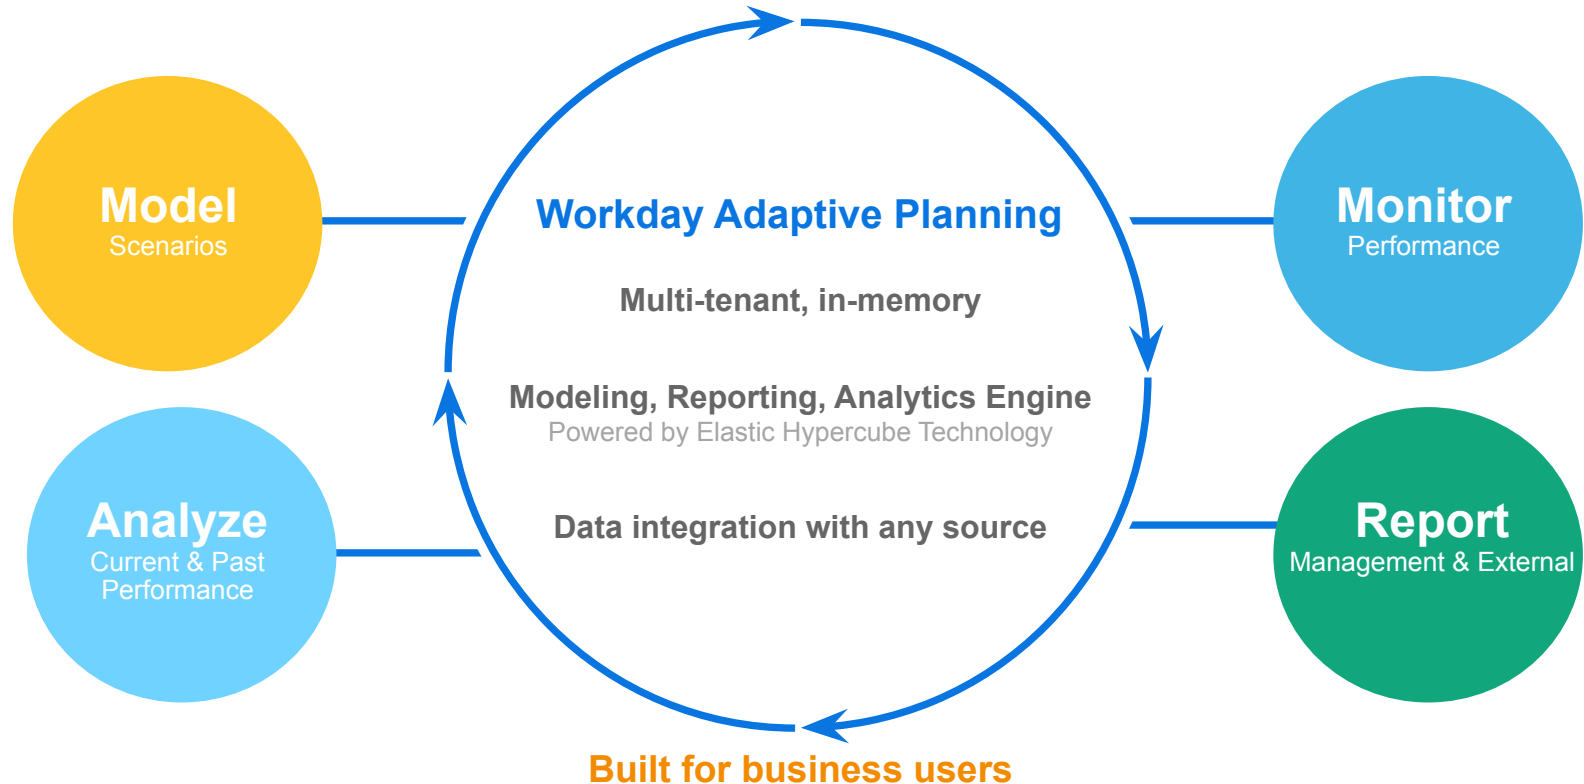 Model
Scenarios
Analyze
Current & Past
Performance
Workday Adaptive Planning
Multi-tenant, in-memory
Modeling, Reporting, Analytics Engine
Powered by Elastic Hypercube Technology
Data integration with any source
Monitor
Performance
Report
Management & External
Built for business users